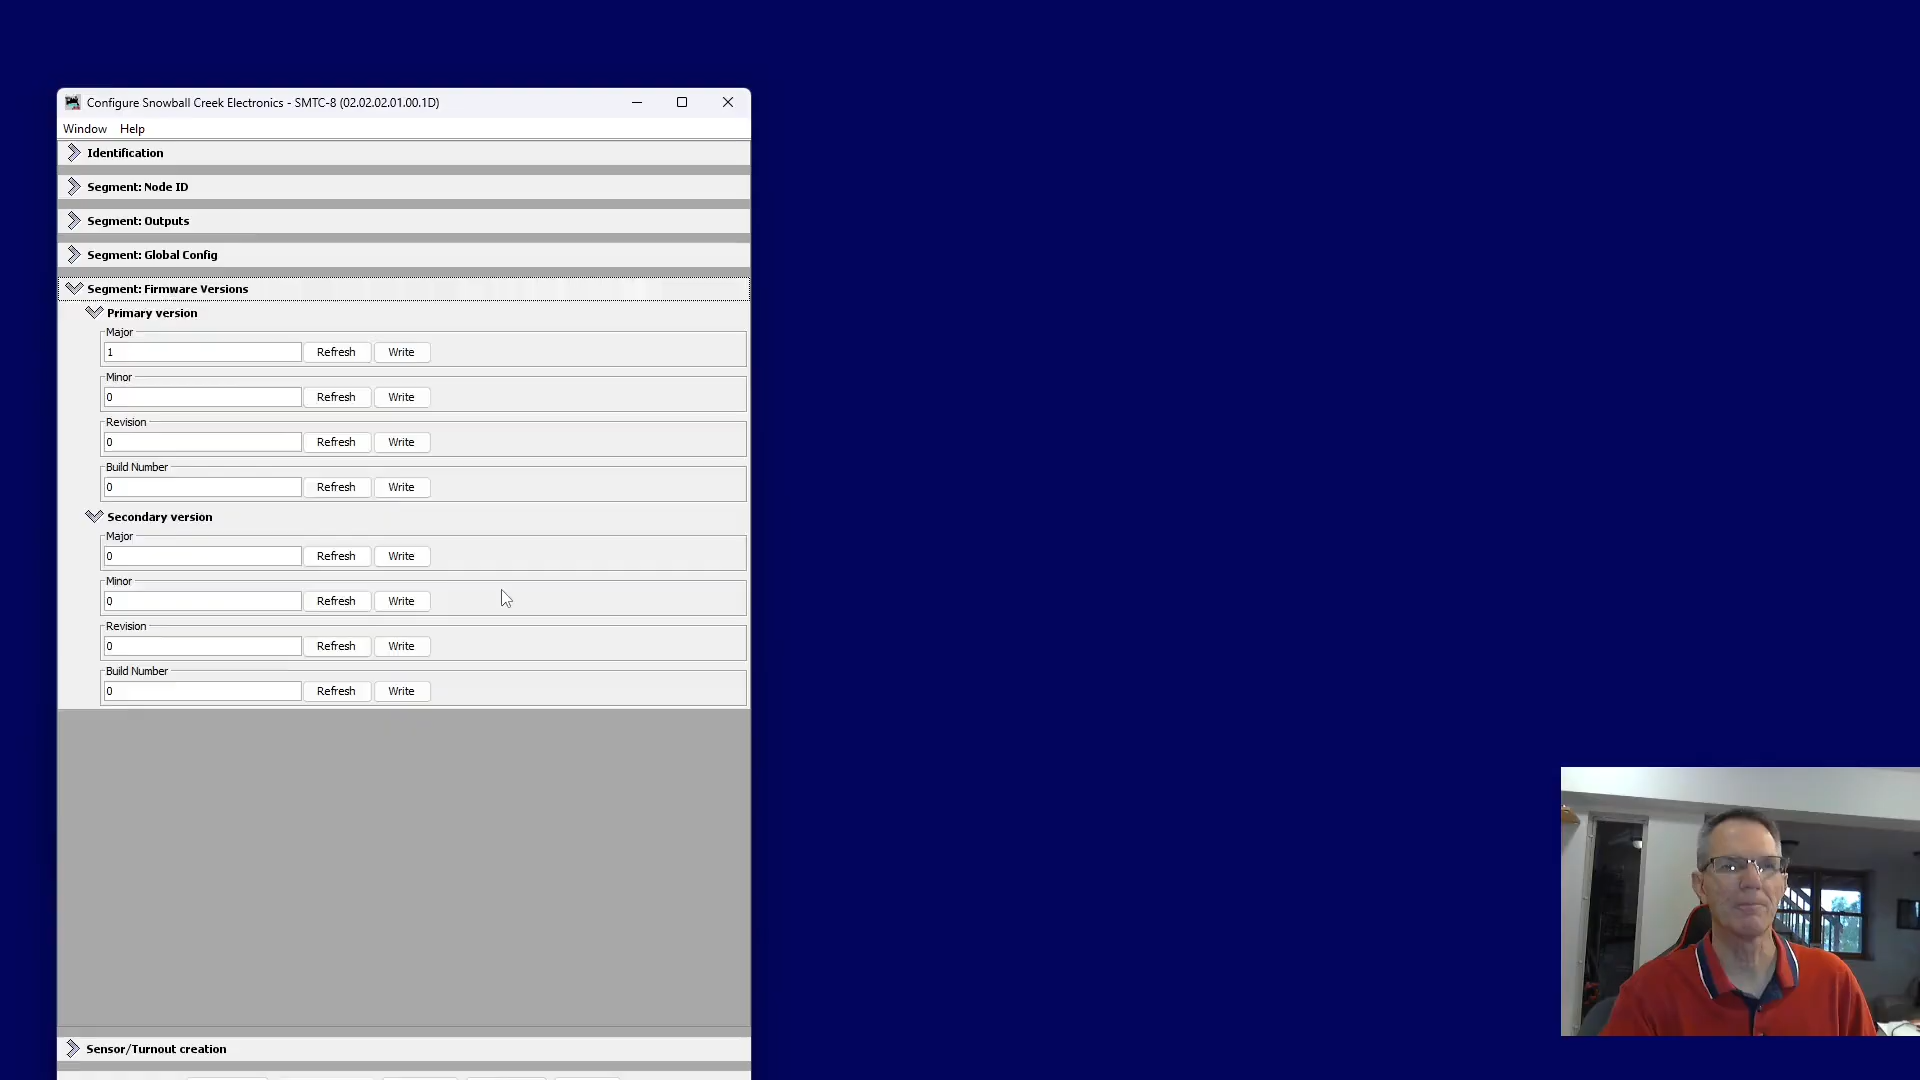 Configure Snowball Creek Electronics - SMTC-8 (02.02.02.01.00.1D)
Window Help
Identification
Segment: Node ID
Segment: Outputs
Segment: Global Config
Segment: Firmware Versions
Primary version
Major
1 Refresh Write
Minor
0 Refresh Write
Revision
0 Refresh Write
Build Number
0 Refresh Write
Secondary version
Major
0 Refresh Write
Minor
0 Refresh Write
Revision
0 Refresh Write
Build Number
0 Refresh Write
Sensor/Turnout creation